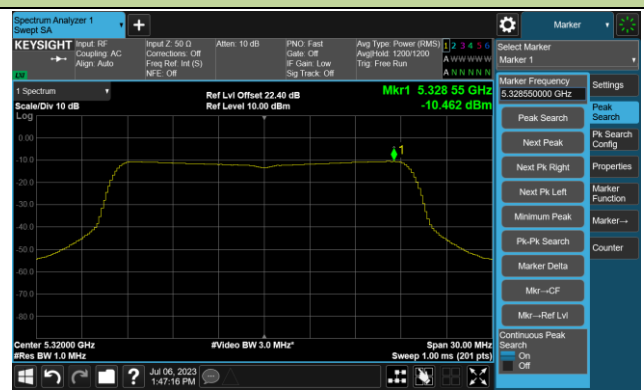 Spectrum Analyzer 1
Swept SA
Marker
KEYSIGHT
Input: RF
Coupling: AC
Align: Auto
Input Z: 50 Ω
Corrections: Off
Freq Ref: Int (S)
NFE: Off
Atten: 10 dB
PNO: Fast
Gate: Off
IF Gain: Low
Sig Track: Off
Avg Type: Power (RMS)
Avg|Hold: 1200/1200
Trig: Free Run
1 2 3 4 5 6
A W W W W W
A N N N N N
LW
Select Marker
Marker 1
1 Spectrum
Scale/Div 10 dB
Log
Ref Lvl Offset 22.40 dB
Ref Level 10.00 dBm
Mkr1 5.328 55 GHz
-10.462 dBm
1
0.00
-10.0
-20.0
-30.0
-40.0
-50.0
-60.0
-70.0
-80.0
Center 5.32000 GHz
#Res BW 1.0 MHz
#Video BW 3.0 MHz*
Span 30.00 MHz
Sweep 1.00 ms (201 pts)
Marker Frequency
5.328550000 GHz
Peak Search
Next Peak
Next Pk Right
Next Pk Left
Minimum Peak
Pk-Pk Search
Marker Delta
Mkr→CF
Mkr→Ref Lvl
Continuous Peak
Search
On
Off
Settings
Peak
Search
Pk Search
Config
Properties
Marker
Function
Marker→
Counter
?
Jul 06, 2023
1:47:16 PM